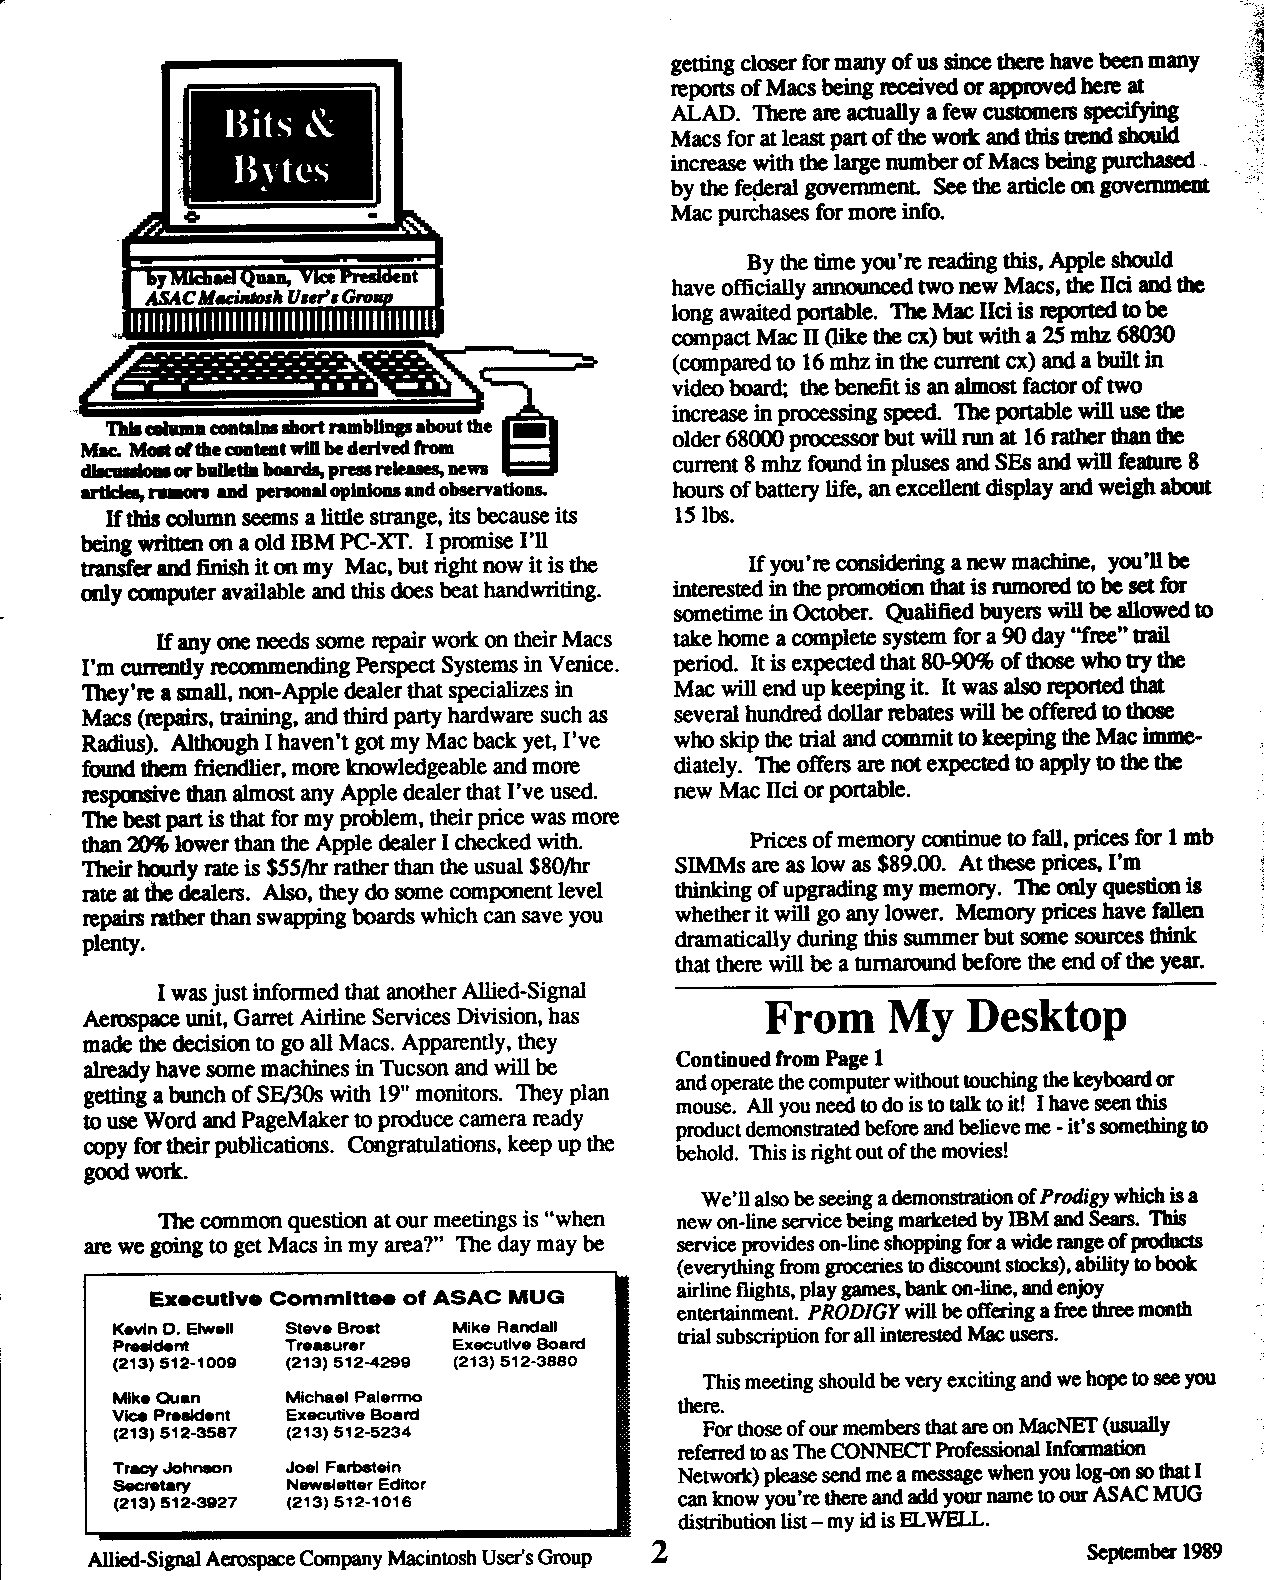 Bits &
Bytes
by Michael Quan, Vice President
ASAC Macintosh User's Group
This column contains short ramblings about the
Mac. Most of the content will be derived from
discussions or bulletin boards, press releases, news
articles, rumors and personal opinions and observations.
If this column seems a little strange, its because its
being written on a old IBM PC-XT. I promise I'll
transfer and finish it on my Mac, but right now it is the
only computer available and this does beat handwriting.
If any one needs some repair work on their Macs
I'm currently recommending Perspect Systems in Venice.
They're a small, non-Apple dealer that specializes in
Macs (repairs, training, and third party hardware such as
Radius). Although I haven't got my Mac back yet, I've
found them friendlier, more knowledgeable and more
responsive than almost any Apple dealer that I've used.
The best part is that for my problem, their price was more
than 20% lower than the Apple dealer I checked with.
Their hourly rate is $55/hr rather than the usual $80/hr
rate at the dealers. Also, they do some component level
repairs rather than swapping boards which can save you
plenty.
I was just informed that another Allied-Signal
Aerospace unit, Garret Airline Services Division, has
made the decision to go all Macs. Apparently, they
already have some machines in Tucson and will be
getting a bunch of SE/30s with 19" monitors. They plan
to use Word and PageMaker to produce camera ready
copy for their publications. Congratulations, keep up the
good work.
The common question at our meetings is "when
are we going to get Macs in my area?" The day may be
Executive Committee of ASAC MUG
Kevin D. Elwell
President
(213) 512-1009
Steve Brost
Treasurer
(213) 512-4299
Mike Randall
Executive Board
(213) 512-3880
Mike Quan
Vice President
(213) 512-3587
Michael Palermo
Executive Board
(213) 512-5234
Tracy Johnson
Secretary
(213) 512-3927
Joel Farbstein
Newsletter Editor
(213) 512-1016
getting closer for many of us since there have been many
reports of Macs being received or approved here at
ALAD. There are actually a few customers specifying
Macs for at least part of the work and this trend should
increase with the large number of Macs being purchased
by the federal government. See the article on government
Mac purchases for more info.
By the time you're reading this, Apple should
have officially announced two new Macs, the IIci and the
long awaited portable. The Mac IIci is reported to be
compact Mac II (like the cx) but with a 25 mhz 68030
(compared to 16 mhz in the current cx) and a built in
video board; the benefit is an almost factor of two
increase in processing speed. The portable will use the
older 68000 processor but will run at 16 rather than the
current 8 mhz found in pluses and SEs and will feature 8
hours of battery life, an excellent display and weigh about
15 lbs.
If you're considering a new machine, you'll be
interested in the promotion that is rumored to be set for
sometime in October. Qualified buyers will be allowed to
take home a complete system for a 90 day "free" trail
period. It is expected that 80-90% of those who try the
Mac will end up keeping it. It was also reported that
several hundred dollar rebates will be offered to those
who skip the trial and commit to keeping the Mac imme-
diately. The offers are not expected to apply to the the
new Mac IIci or portable.
Prices of memory continue to fall, prices for 1 mb
SIMMs are as low as $89.00. At these prices, I'm
thinking of upgrading my memory. The only question is
whether it will go any lower. Memory prices have fallen
dramatically during this summer but some sources think
that there will be a turnaround before the end of the year.
From My Desktop
Continued from Page 1
and operate the computer without touching the keyboard or
mouse. All you need to do is to talk to it! I have seen this
product demonstrated before and believe me - it's something to
behold. This is right out of the movies!
We'll also be seeing a demonstration of Prodigy which is a
new on-line service being marketed by IBM and Sears. This
service provides on-line shopping for a wide range of products
(everything from groceries to discount stocks), ability to book
airline flights, play games, bank on-line, and enjoy
entertainment. PRODIGY will be offering a free three month
trial subscription for all interested Mac users.
This meeting should be very exciting and we hope to see you
there.
For those of our members that are on MacNET (usually
referred to as The CONNECT Professional Information
Network) please send me a message when you log-on so that I
can know you're there and add your name to our ASAC MUG
distribution list – my id is ELWELL.
Allied-Signal Aerospace Company Macintosh User's Group
2
September 1989